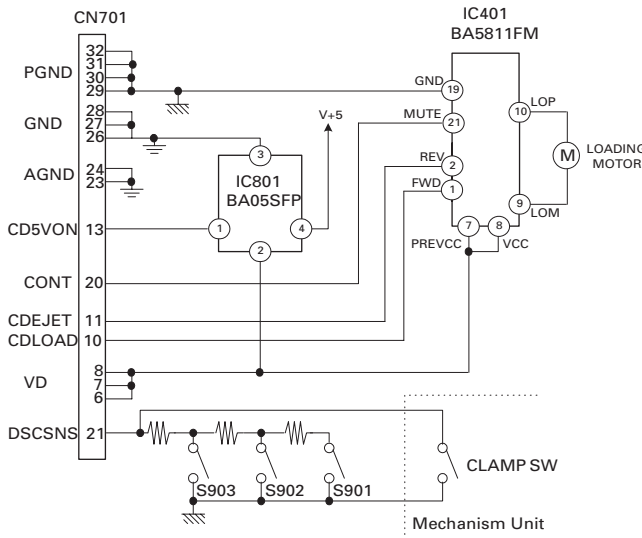 CN701
IC401
BA5811FM
32
31
30
29
PGND
28
27
26
GND
24
23
AGND
CD5VON 13
CONT 20
CDEJET 11
CDLOAD 10
8
7
6
VD
DSCSNS 21
V+5
3
IC801
BA05SFP
1
4
2
GND 19
MUTE 21
REV 2
FWD 1
10 LOP
M LOADING
MOTOR
9 LOM
7 8
PREVCC VCC
S903 S902 S901
CLAMP SW
Mechanism Unit